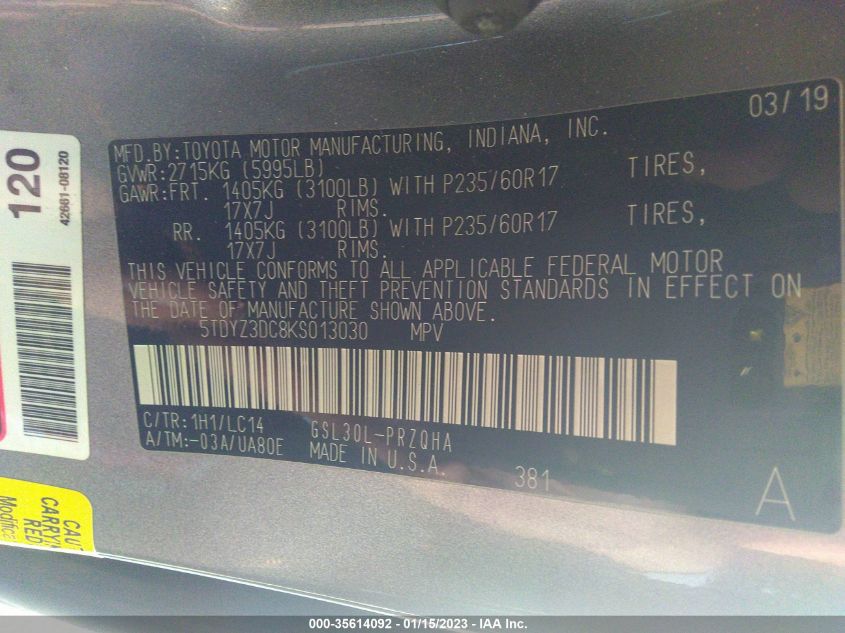 120
42661-08120
CARRYI
RED
Modifica
03/19
MFD.BY:TOYOTA MOTOR MANUFACTURING, INDIANA, INC.
GVWR:2715KG (5995LB)
GAWR:FRT. 1405KG (3100LB) WITH P235/60R17 TIRES,
17X7J RIMS.
RR. 1405KG (3100LB) WITH P235/60R17 TIRES,
17X7J RIMS.
THIS VEHICLE CONFORMS TO ALL APPLICABLE FEDERAL MOTOR
VEHICLE SAFETY AND THEFT PREVENTION STANDARDS IN EFFECT ON
THE DATE OF MANUFACTURE SHOWN ABOVE.
5TDYZ3DC8KS013030 MPV
C/TR:1H1/LC14 GSL30L-PRZQHA
A/TM:-03A/UA80E MADE IN U.S.A.
381
A
000-35614092 - 01/15/2023 - IAA Inc.